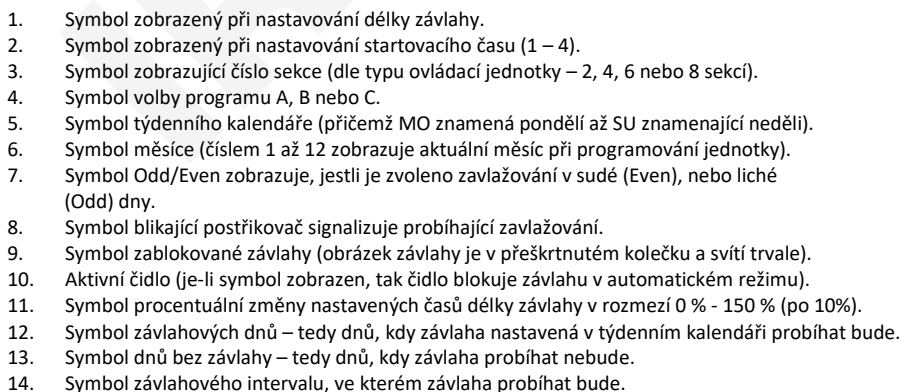 1. Symbol zobrazený při nastavování délky závlahy.
2. Symbol zobrazený při nastavování startovacího času (1 – 4).
3. Symbol zobrazující číslo sekce (dle typu ovládací jednotky – 2, 4, 6 nebo 8 sekcí).
4. Symbol volby programu A, B nebo C.
5. Symbol týdenního kalendáře (přičemž MO znamená pondělí až SU znamenající neděli).
6. Symbol měsíce (číslem 1 až 12 zobrazuje aktuální měsíc při programování jednotky).
7. Symbol Odd/Even zobrazuje, jestli je zvoleno zavlažování v sudé (Even), nebo liché
(Odd) dny.
8. Symbol blikající postřikovač signalizuje probíhající zavlažování.
9. Symbol zablokované závlahy (obrázek závlahy je v přeškrtnutém kolečku a svítí trvale).
10. Aktivní čidlo (je-li symbol zobrazen, tak čidlo blokuje závlahu v automatickém režimu).
11. Symbol procentuální změny nastavených časů délky závlahy v rozmezí 0 % - 150 % (po 10%).
12. Symbol závlahových dnů – tedy dnů, kdy závlaha nastavená v týdenním kalendáři probíhat bude.
13. Symbol dnů bez závlahy – tedy dnů, kdy závlaha probíhat nebude.
14. Symbol závlahového intervalu, ve kterém závlaha probíhat bude.